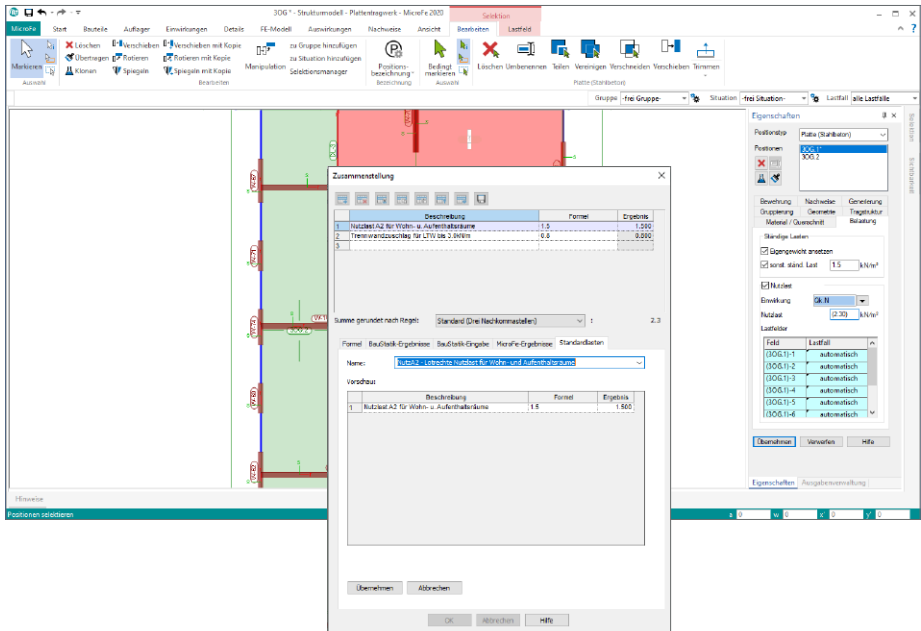 3OG * - Strukturmodell - Plattentragwerk - MicroFe 2020
Selektion
MicroFe Start Bauteile Auflager Einwirkungen Details FE-Modell Auswirkungen Nachweise Ansicht Bearbeiten Lastfeld
Markieren
Auswahl
Löschen Verschieben Verschieben mit Kopie
Übertragen Rotieren Rotieren mit Kopie
Klonen Spiegeln Spiegeln mit Kopie
Bearbeiten
Manipulation
zu Gruppe hinzufügen
zu Situation hinzufügen
Selektionsmanager
Positions-
bezeichnung
Bezeichnung
Bedingt
markieren
Auswahl
Löschen Umbenennen Teilen Vereinigen Verschneiden Verschieben Trimmen
Platte (Stahlbeton)
Gruppe -frei Gruppe- Situation -frei Situation- Lastfall alle Lastfälle
Eigenschaften
Positionstyp Platte (Stahlbeton)
Positionen 3OG.1*
3OG.2
Bewehrung Nachweise Generierung
Gruppierung Geometrie Tragstruktur
Material / Querschnitt Belastung
Ständige Lasten
Eigengewicht ansetzen
sonst. ständ. Last 1.5 kN/m²
Nutzlast
Einwirkung Gk.N
Nutzlast (2.30) kN/m²
Lastfelder
Feld Lastfall
(3OG.1)-1 automatisch
(3OG.1)-2 automatisch
(3OG.1)-3 automatisch
(3OG.1)-4 automatisch
(3OG.1)-5 automatisch
(3OG.1)-6 automatisch
Übernehmen Verwerfen Hilfe
Eigenschaften Ausgabenverwaltung
Selektion
Sichtbarkeit
Zusammenstellung
Beschreibung Formel Ergebnis
1 Nutzlast A2 für Wohn- u. Aufenthaltsräume 1.5 1.500
2 Trennwandzuschlag für LTW bis 3.0kN/m 0.8 0.800
3
Summe gerundet nach Regel: Standard (Drei Nachkommastellen) : 2.3
Formel BauStatik-Ergebnisse BauStatik-Eingabe MicroFe-Ergebnisse Standardlasten
Name: NutzA2 - Lotrechte Nutzlast für Wohn- und Aufenthaltsräume
Vorschau:
Beschreibung Formel Ergebnis
1 Nutzlast A2 für Wohn- u. Aufenthaltsräume 1.5 1.500
Übernehmen Abbrechen
OK Abbrechen Hilfe
Hinweise
Positionen selektieren
a 0 w 0 x' 0 y' 0